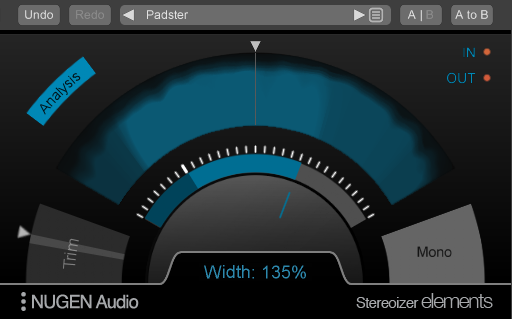 Undo Redo Padster A | B A to B
IN
OUT
Analysis
Trim
Mono
Width: 135%
NUGEN Audio Stereoizer elements